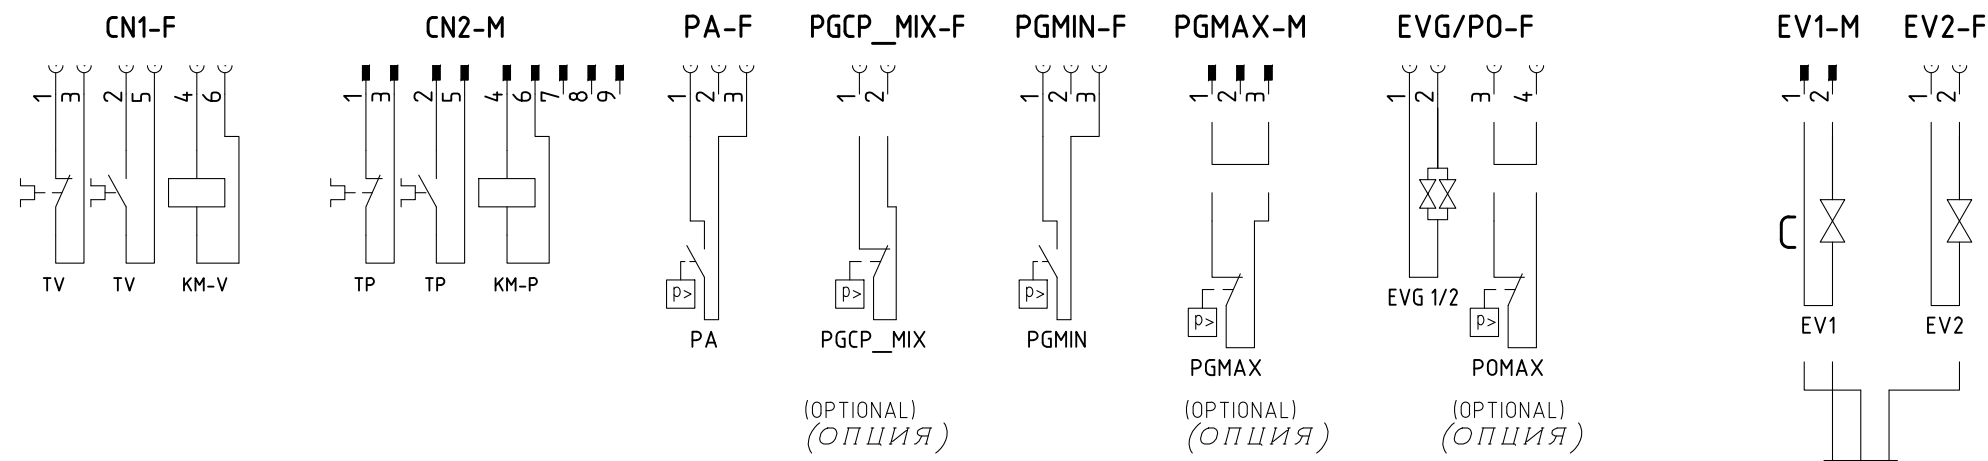 CN1-F CN2-M PA-F PGCP_MIX-F PGMIN-F PGMAX-M EVG/PO-F EV1-M EV2-F
1 3 2 5 4 6 1 3 2 5 4 6 7 8 9 1 2 3 1 2 1 2 3 1 2 3 1 2 3 4 1 2 1 2
C
p> p> p> p> p>
TV TV KM-V TP TP KM-P EVG 1/2
PA PGCP_MIX PGMIN EV1 EV2
PGMAX POMAX
(OPTIONAL) (OPTIONAL) (OPTIONAL)
(ОПЦИЯ) (ОПЦИЯ) (ОПЦИЯ)